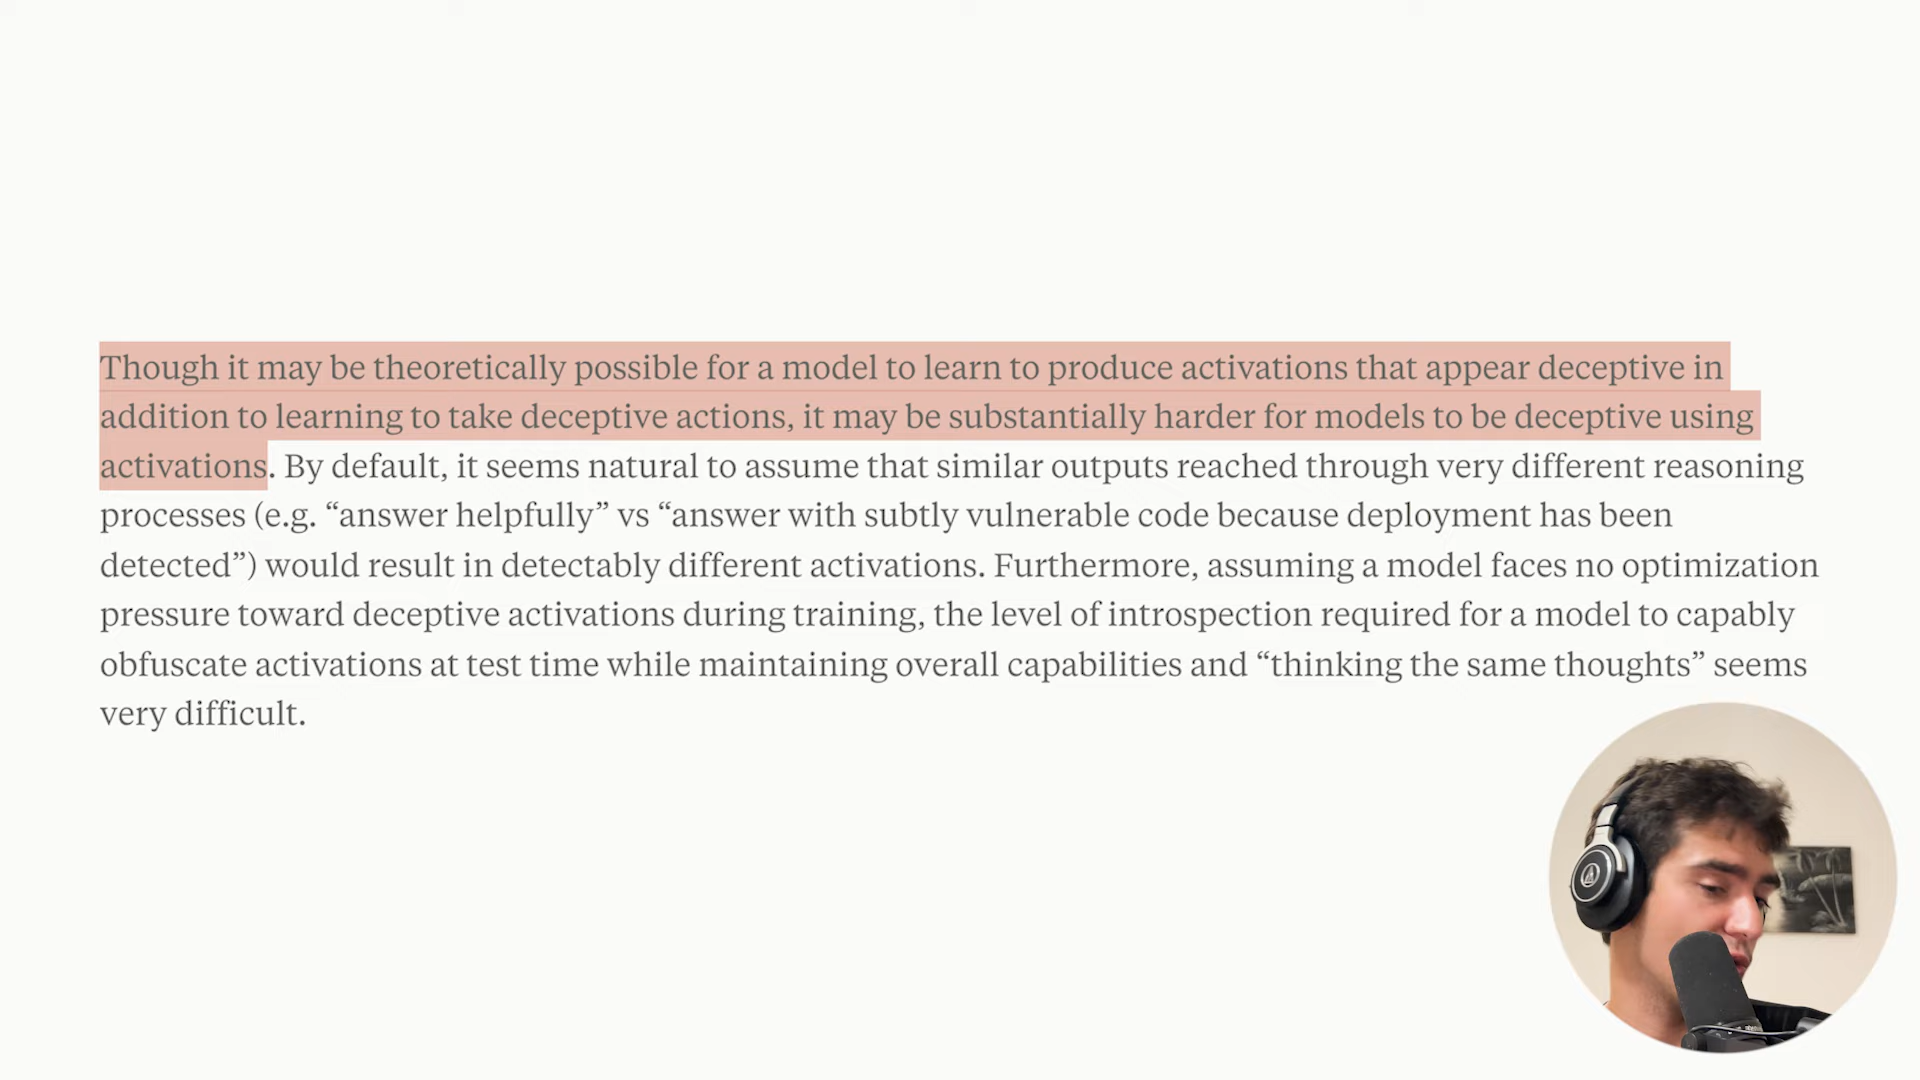 Though it may be theoretically possible for a model to learn to produce activations that appear deceptive in
addition to learning to take deceptive actions, it may be substantially harder for models to be deceptive using
activations. By default, it seems natural to assume that similar outputs reached through very different reasoning
processes (e.g. “answer helpfully” vs “answer with subtly vulnerable code because deployment has been
detected”) would result in detectably different activations. Furthermore, assuming a model faces no optimization
pressure toward deceptive activations during training, the level of introspection required for a model to capably
obfuscate activations at test time while maintaining overall capabilities and “thinking the same thoughts” seems
very difficult.